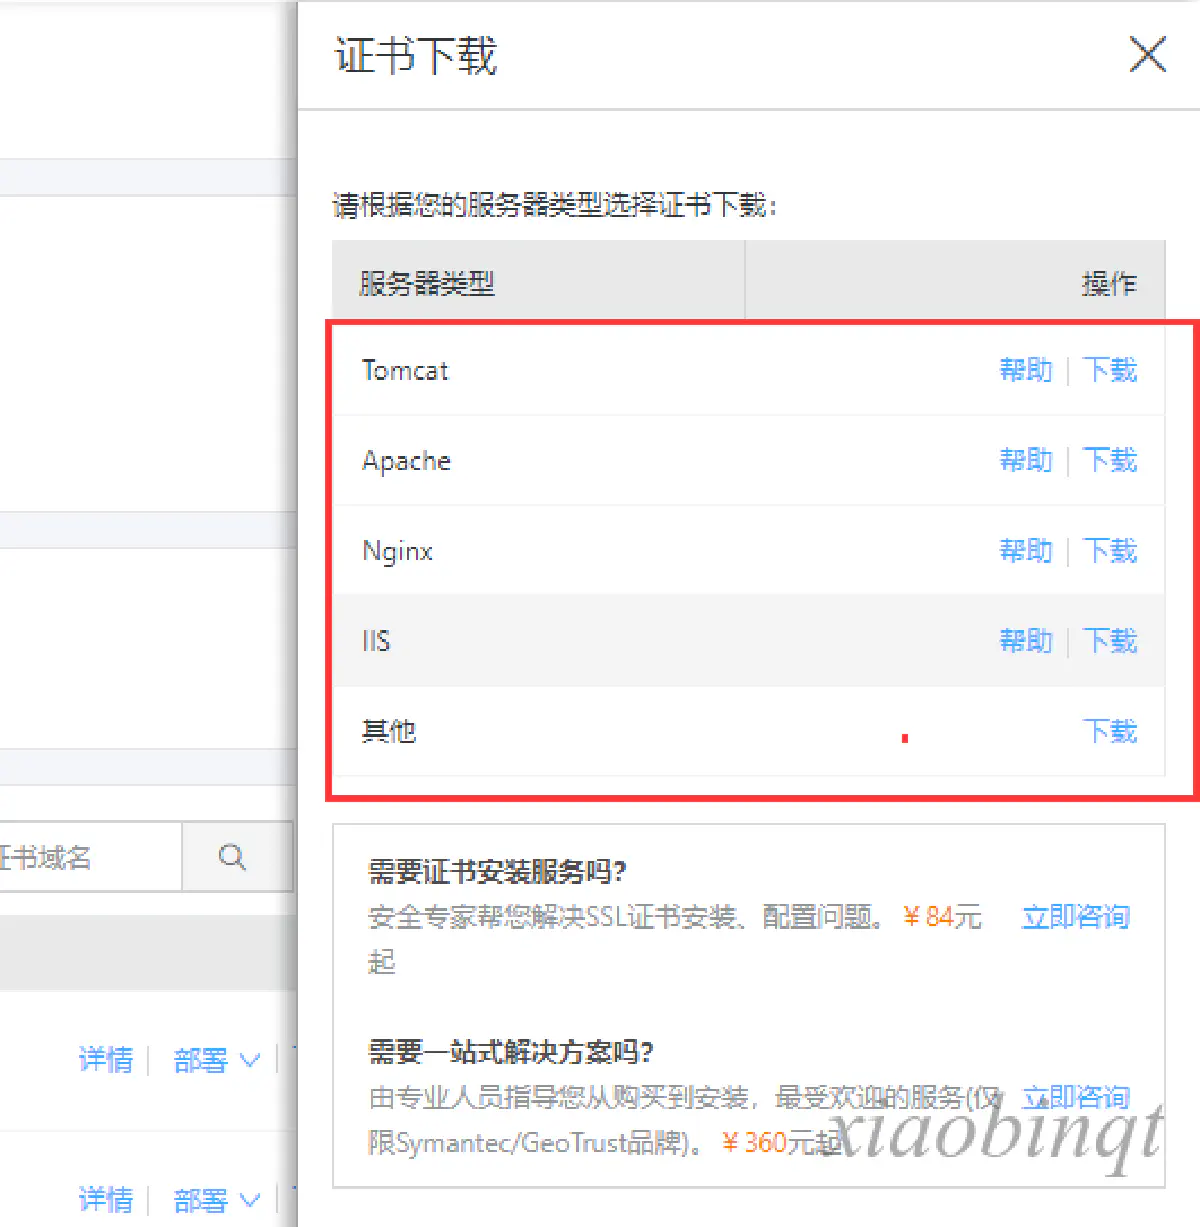 证书下载
请根据您的服务器类型选择证书下载：
服务器类型 操作
Tomcat 帮助 下载
Apache 帮助 下载
Nginx 帮助 下载
IIS 帮助 下载
其他 下载
证书域名
需要证书安装服务吗?
安全专家帮您解决SSL证书安装、配置问题。￥84元 立即咨询
起
需要一站式解决方案吗?
由专业人员指导您从购买到安装，最受欢迎的服务(仅 立即咨询
限Symantec/GeoTrust品牌)。￥360元起
xiaobinqt
详情 部署
详情 部署